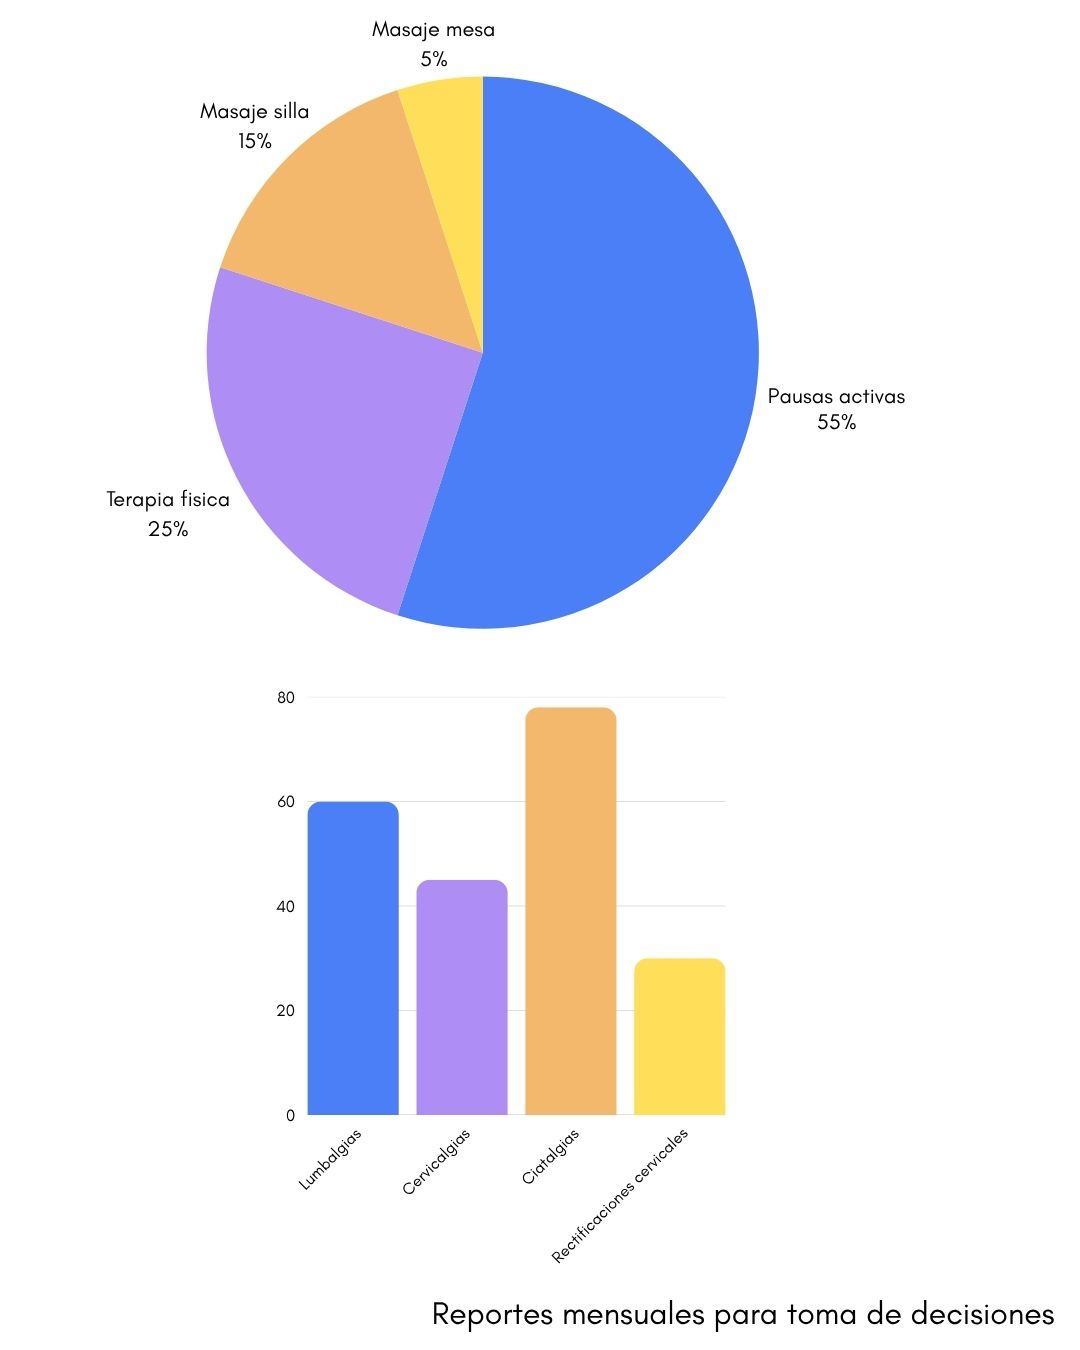 Masaje mesa
5%
Masaje silla
15%
Pausas activas
55%
Terapia fisica
25%
80
60
40
20
0
Lumbalgias
Cervicalgias
Ciatalgias
Rectificaciones cervicales
Reportes mensuales para toma de decisiones